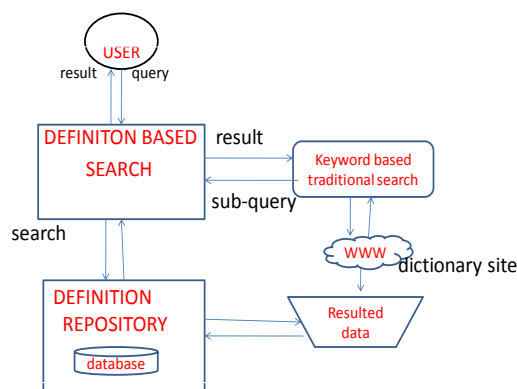 USER
result query
DEFINITON BASED
SEARCH
result
Keyword based
traditional search
sub-query
search
WWW
dictionary site
DEFINITION
REPOSITORY
database
Resulted
data